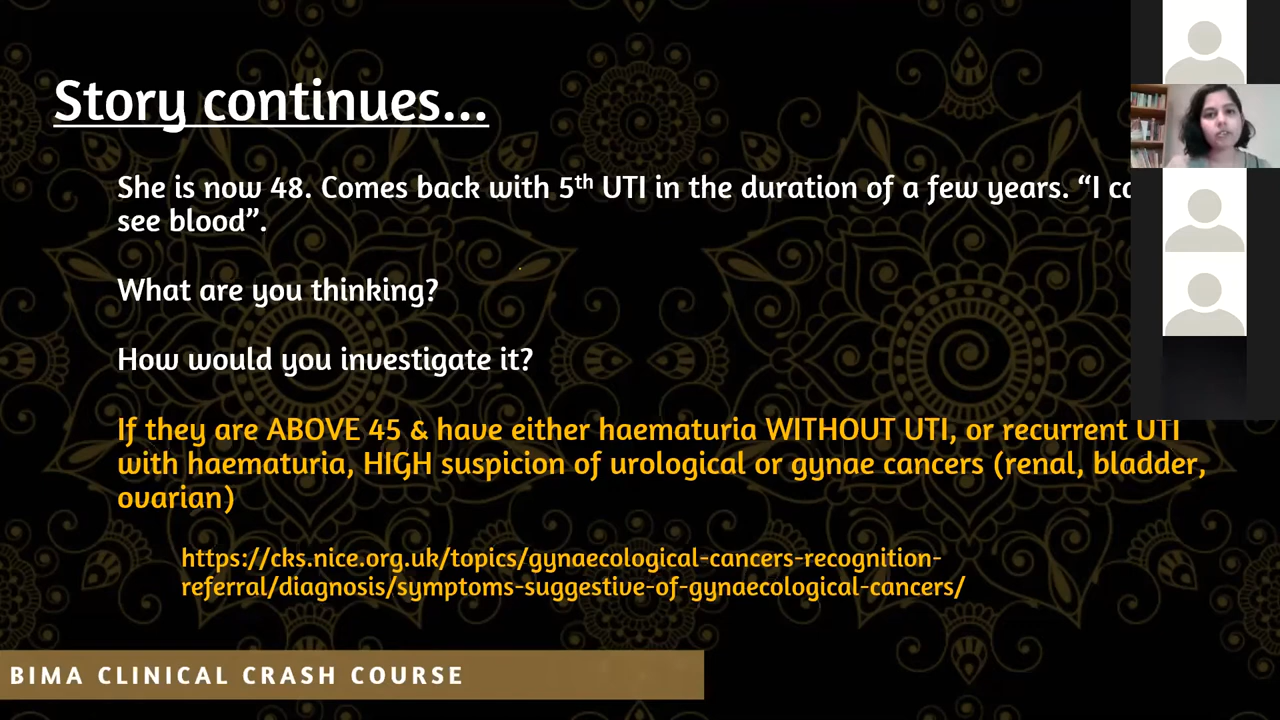 Story continues...
She is now 48. Comes back with 5th UTI in the duration of a few years. “I
see blood”.
What are you thinking?
How would you investigate it?
If they are ABOVE 45 & have either haematuria WITHOUT UTI, or recurrent UTI
with haematuria, HIGH suspicion of urological or gynae cancers (renal, bladder,
ovarian)
https://cks.nice.org.uk/topics/gynaecological-cancers-recognition-
referral/diagnosis/symptoms-suggestive-of-gynaecological-cancers/
BIMA CLINICAL CRASH COURSE